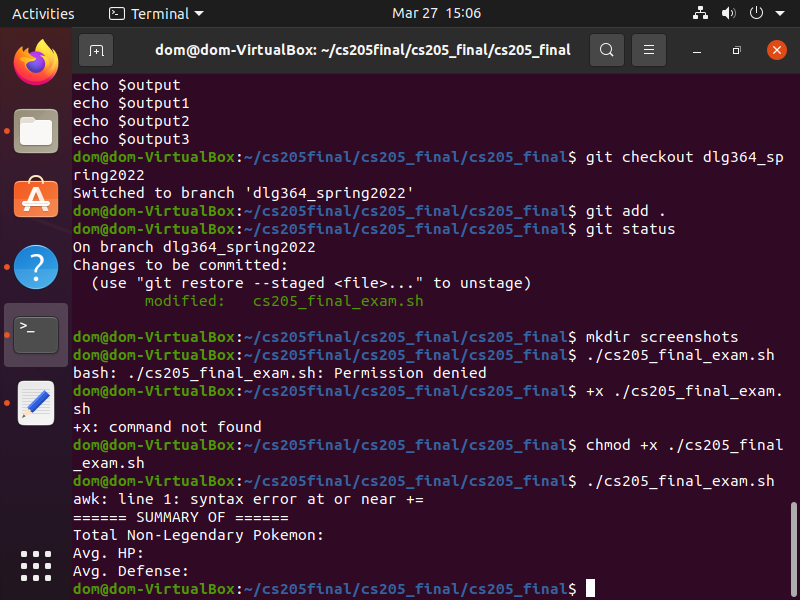 Activities
Terminal
Mar 27 15:06
dom@dom-VirtualBox: ~/cs205final/cs205_final/cs205_final
echo $output
echo $output1
echo $output2
echo $output3
dom@dom-VirtualBox:~/cs205final/cs205_final/cs205_final$ git checkout dlg364_sp
ring2022
Switched to branch 'dlg364_spring2022'
dom@dom-VirtualBox:~/cs205final/cs205_final/cs205_final$ git add .
dom@dom-VirtualBox:~/cs205final/cs205_final/cs205_final$ git status
On branch dlg364_spring2022
Changes to be committed:
  (use "git restore --staged <file>..." to unstage)
        modified:   cs205_final_exam.sh
dom@dom-VirtualBox:~/cs205final/cs205_final/cs205_final$ mkdir screenshots
dom@dom-VirtualBox:~/cs205final/cs205_final/cs205_final$ ./cs205_final_exam.sh
bash: ./cs205_final_exam.sh: Permission denied
dom@dom-VirtualBox:~/cs205final/cs205_final/cs205_final$ +x ./cs205_final_exam.
sh
+x: command not found
dom@dom-VirtualBox:~/cs205final/cs205_final/cs205_final$ chmod +x ./cs205_final
_exam.sh
dom@dom-VirtualBox:~/cs205final/cs205_final/cs205_final$ ./cs205_final_exam.sh
awk: line 1: syntax error at or near +=
====== SUMMARY OF ======
Total Non-Legendary Pokemon:
Avg. HP:
Avg. Defense:
dom@dom-VirtualBox:~/cs205final/cs205_final/cs205_final$